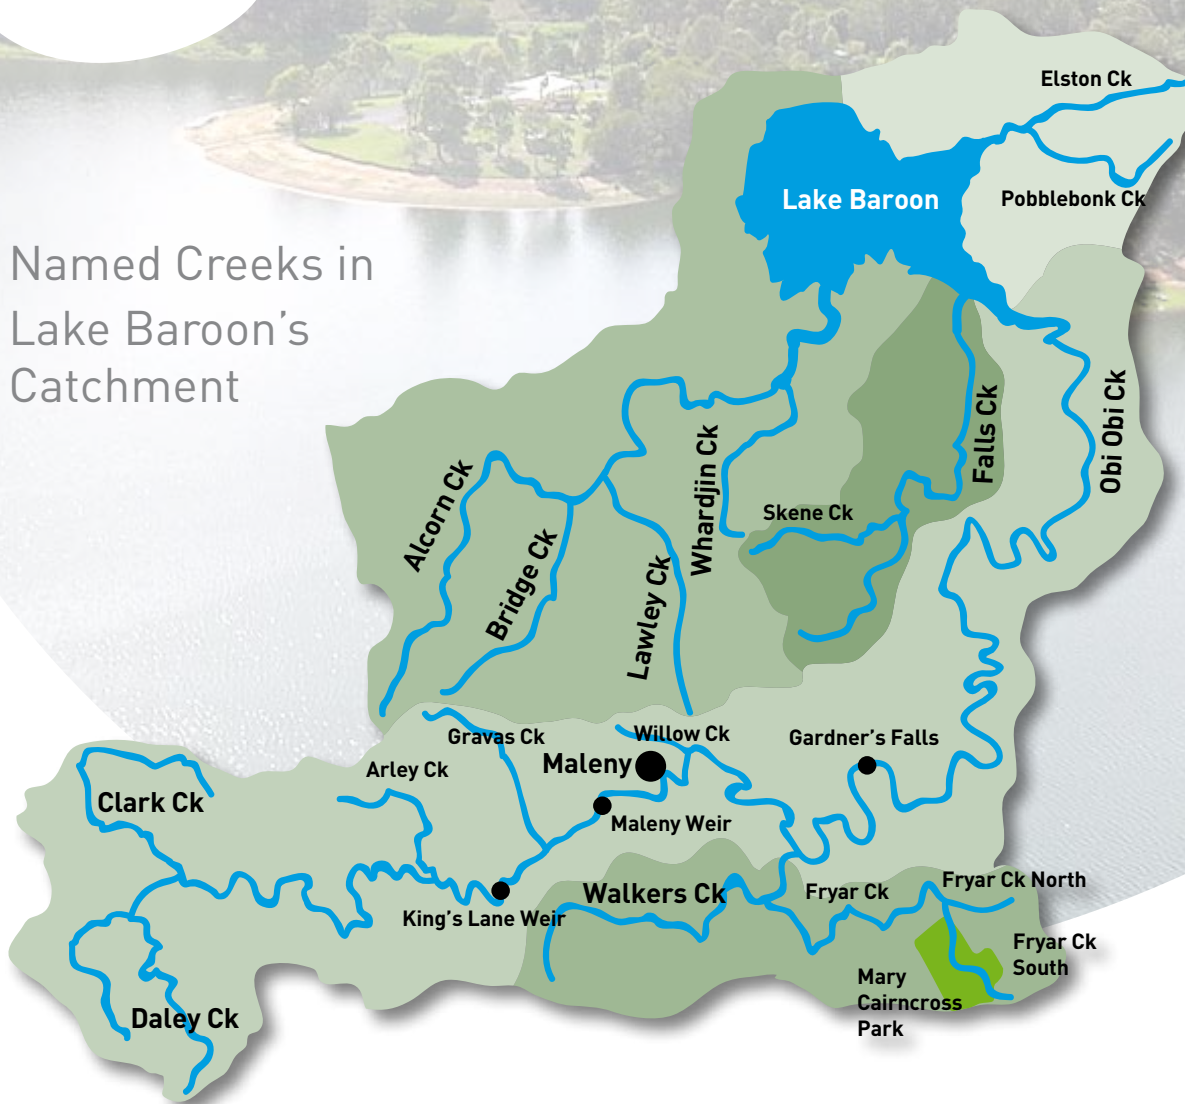 Named Creeks in
Lake Baroon's
Catchment
Elston Ck
Lake Baroon
Pobblebonk Ck
Obi Obi Ck
Falls Ck
Whardjin Ck
Skene Ck
Alcorn Ck
Bridge Ck
Lawley Ck
Gravas Ck
Willow Ck
Gardner's Falls
Maleny
Arley Ck
Clark Ck
Maleny Weir
King's Lane Weir
Walkers Ck
Fryar Ck
Fryar Ck North
Fryar Ck
South
Mary
Cairncross
Park
Daley Ck